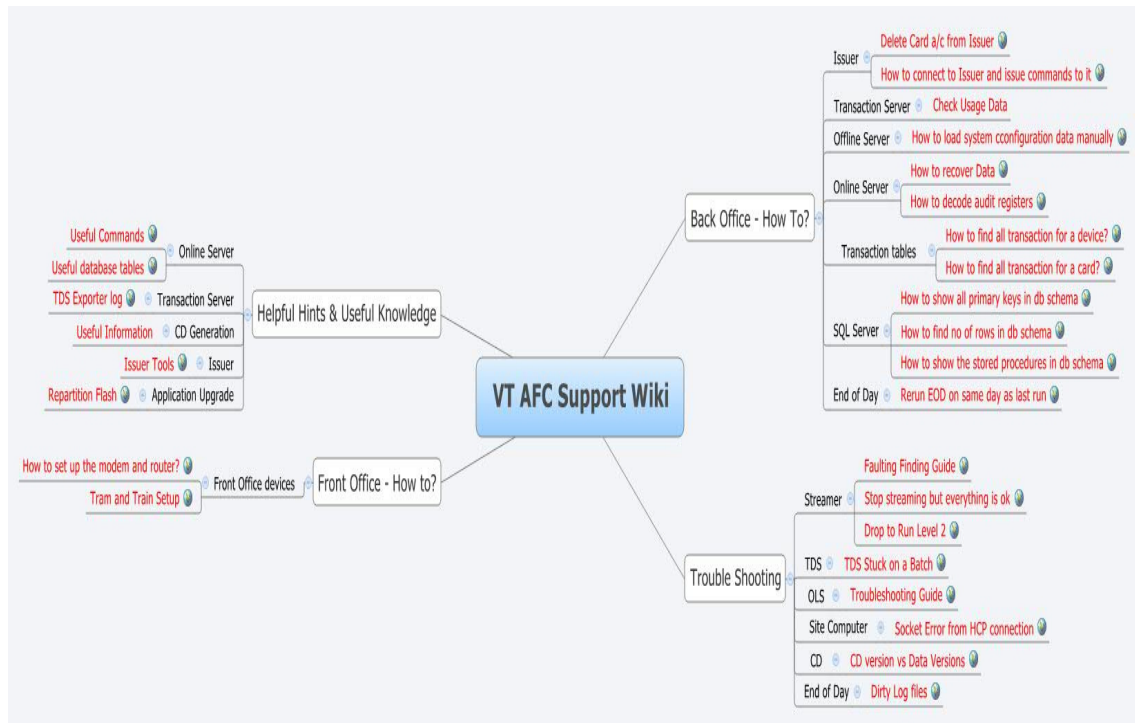 VT AFC Support Wiki
Back Office - How To?
Issuer
Delete Card a/c from Issuer
How to connect to Issuer and issue commands to it
Transaction Server
Check Usage Data
Offline Server
How to load system cconfiguration data manually
Online Server
How to recover Data
How to decode audit registers
Transaction tables
How to find all transaction for a device?
How to find all transaction for a card?
SQL Server
How to show all primary keys in db schema
How to find no of rows in db schema
How to show the stored procedures in db schema
End of Day
Rerun EOD on same day as last run
Trouble Shooting
Streamer
Faulting Finding Guide
Stop streaming but everything is ok
Drop to Run Level 2
TDS
TDS Stuck on a Batch
OLS
Troubleshooting Guide
Site Computer
Socket Error from HCP connection
CD
CD version vs Data Versions
End of Day
Dirty Log files
Helpful Hints & Useful Knowledge
Online Server
Useful Commands
Useful database tables
Transaction Server
TDS Exporter log
CD Generation
Useful Information
Issuer
Issuer Tools
Application Upgrade
Repartition Flash
Front Office - How to?
Front Office devices
How to set up the modem and router?
Tram and Train Setup